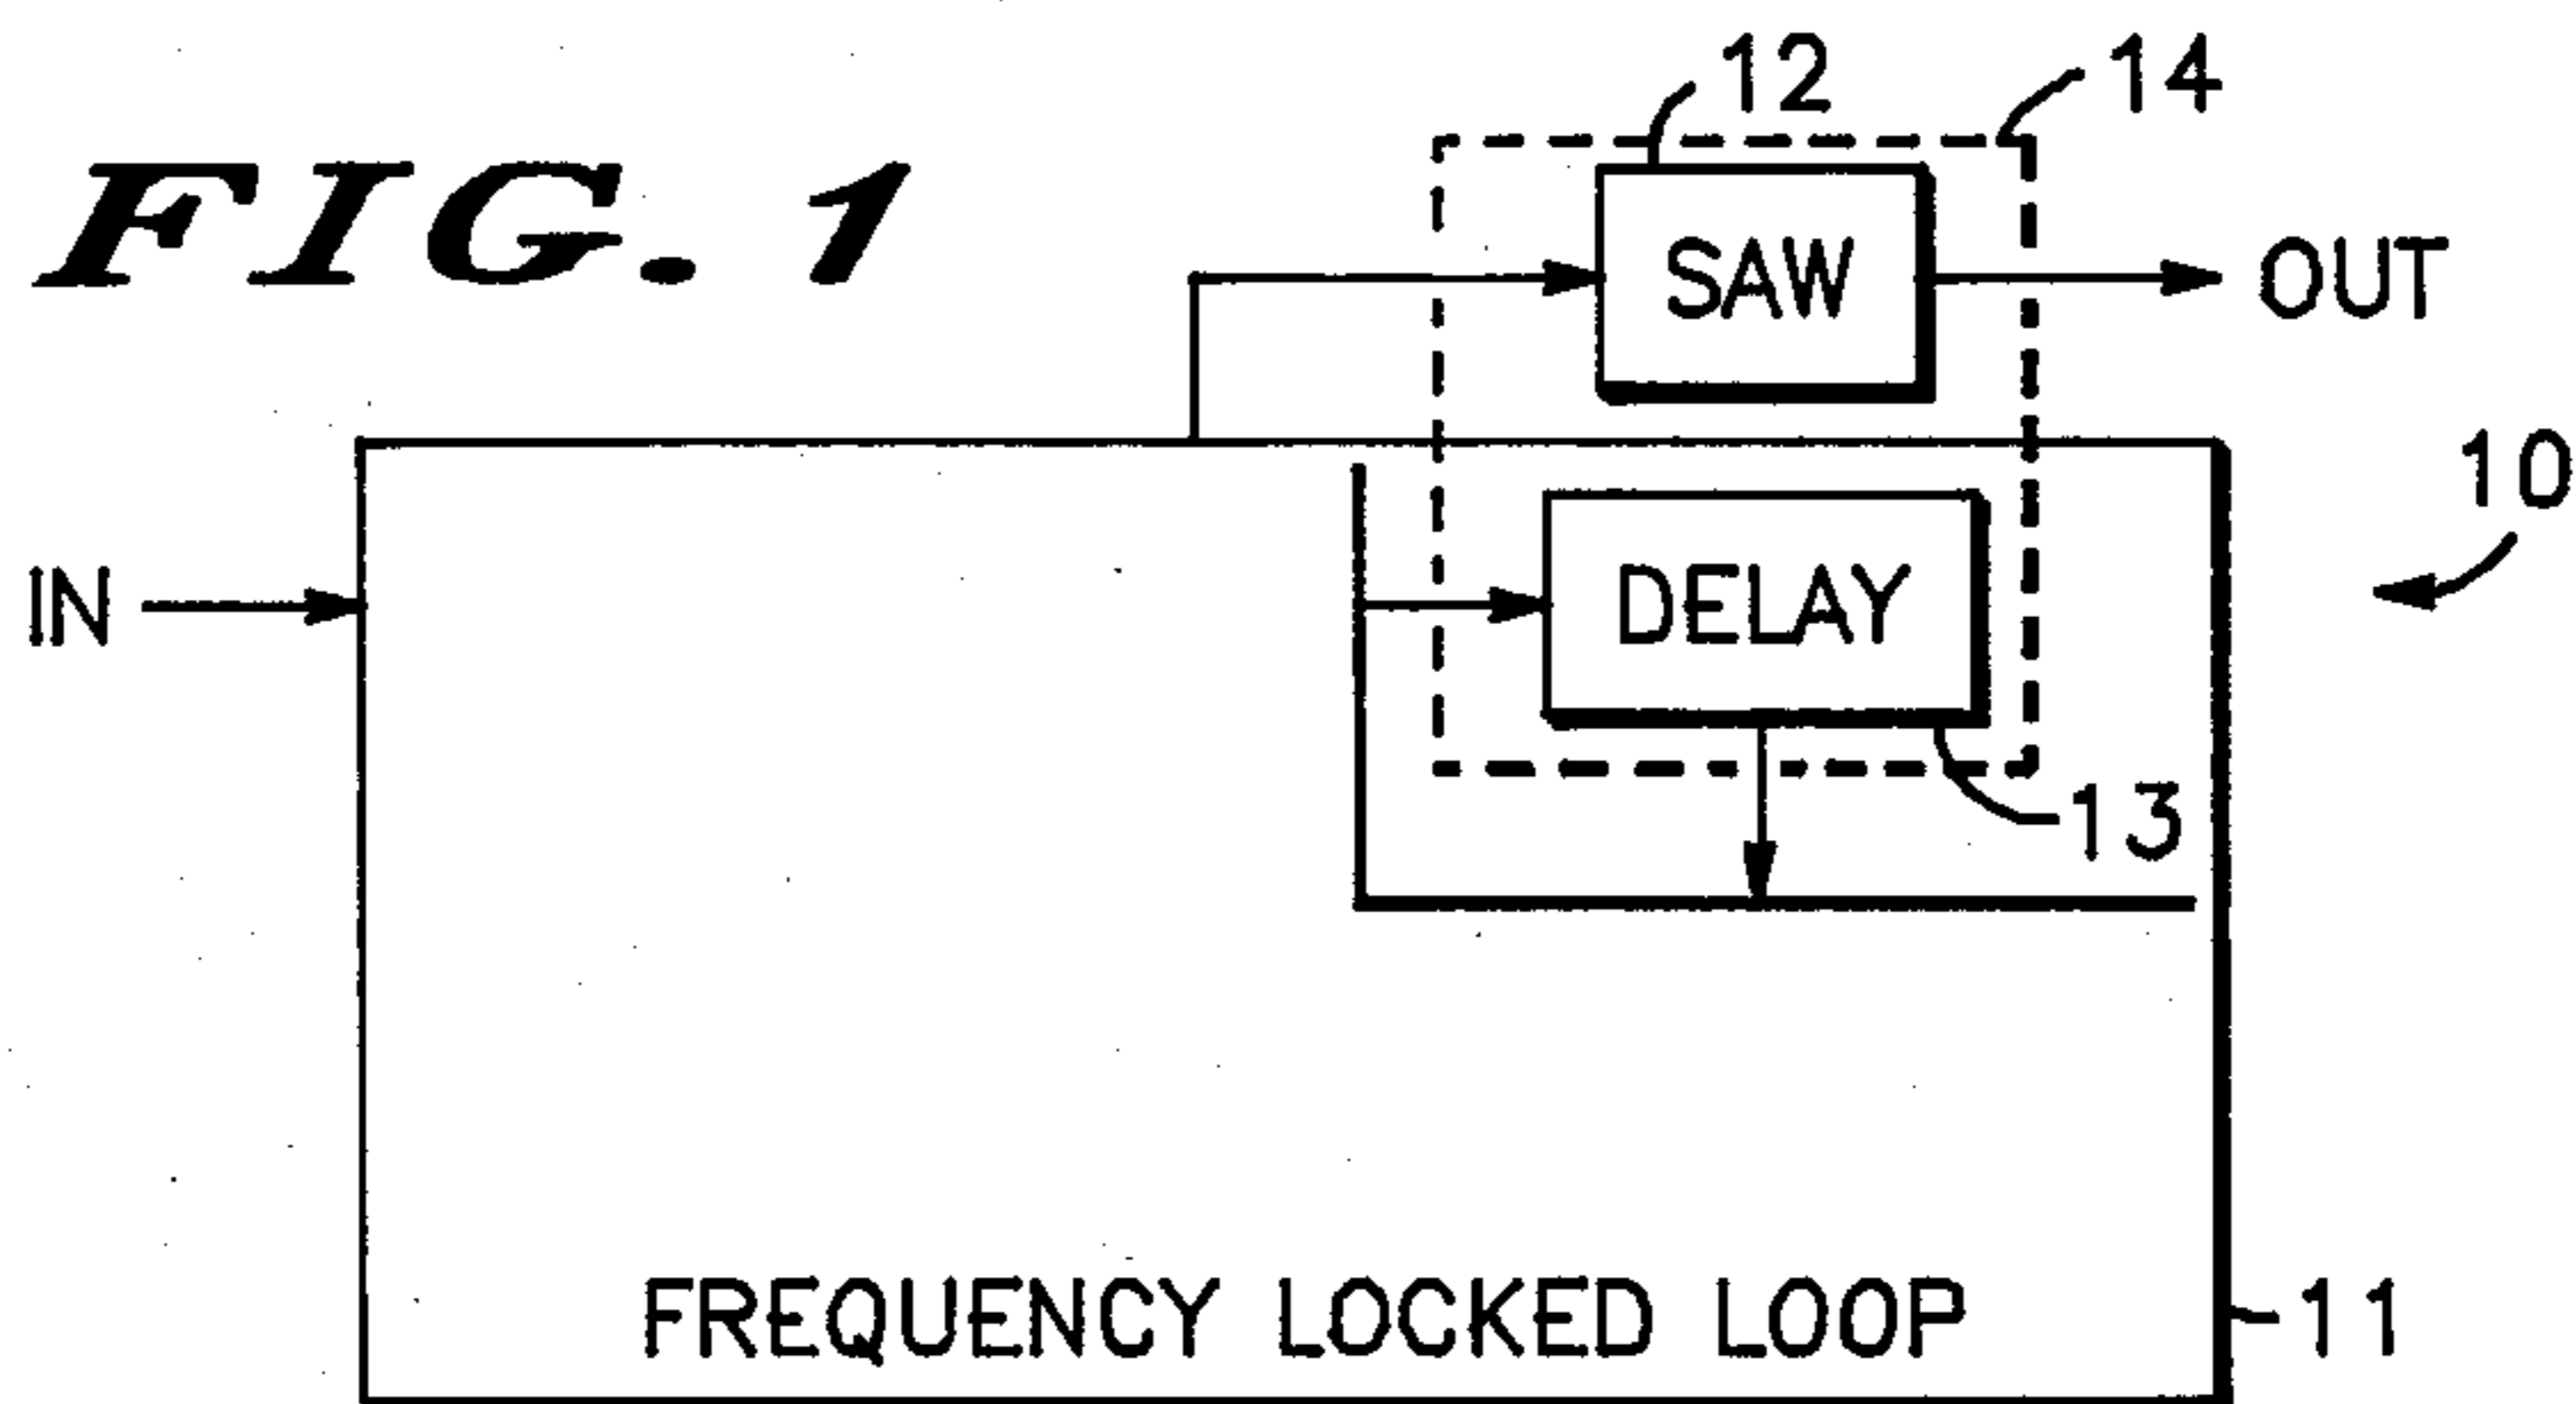 12 14
FIG. 1
SAW
OUT
10
IN
DELAY
13
FREQUENCY LOCKED LOOP
11